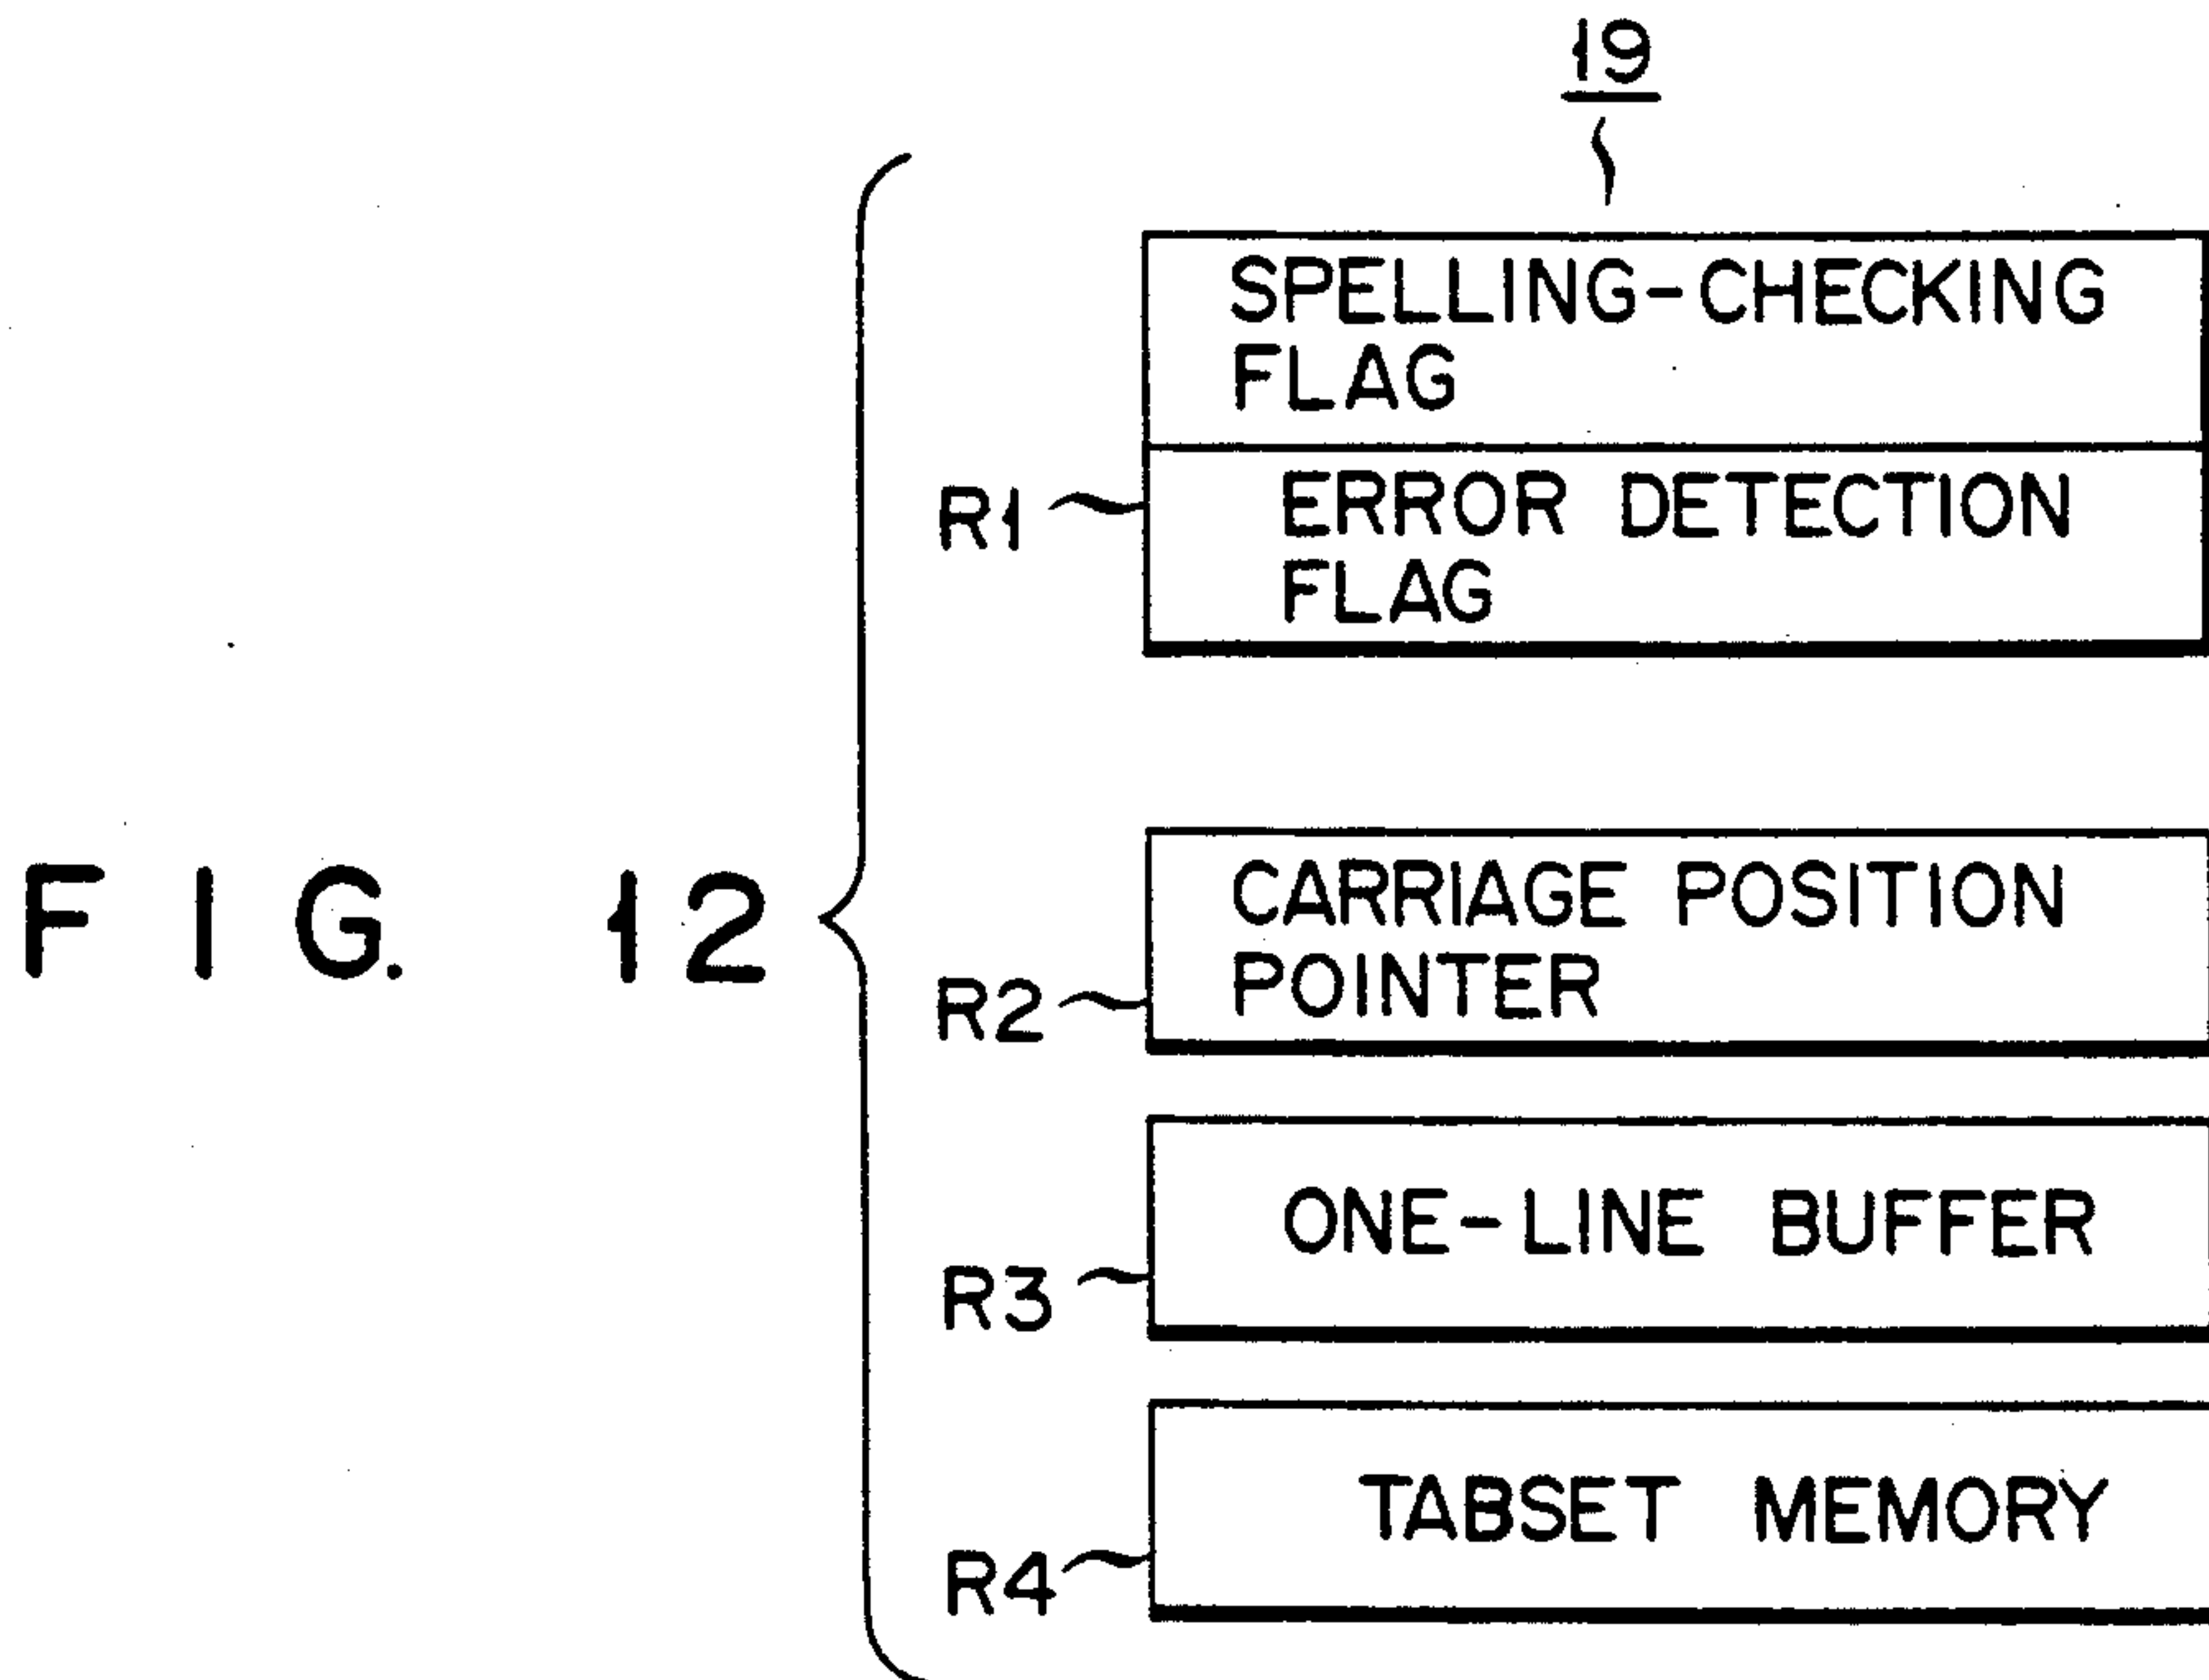 19
SPELLING-CHECKING
FLAG
R1
ERROR DETECTION
FLAG
FIG. 12
CARRIAGE POSITION
POINTER
R2
ONE-LINE BUFFER
R3
TABSET MEMORY
R4